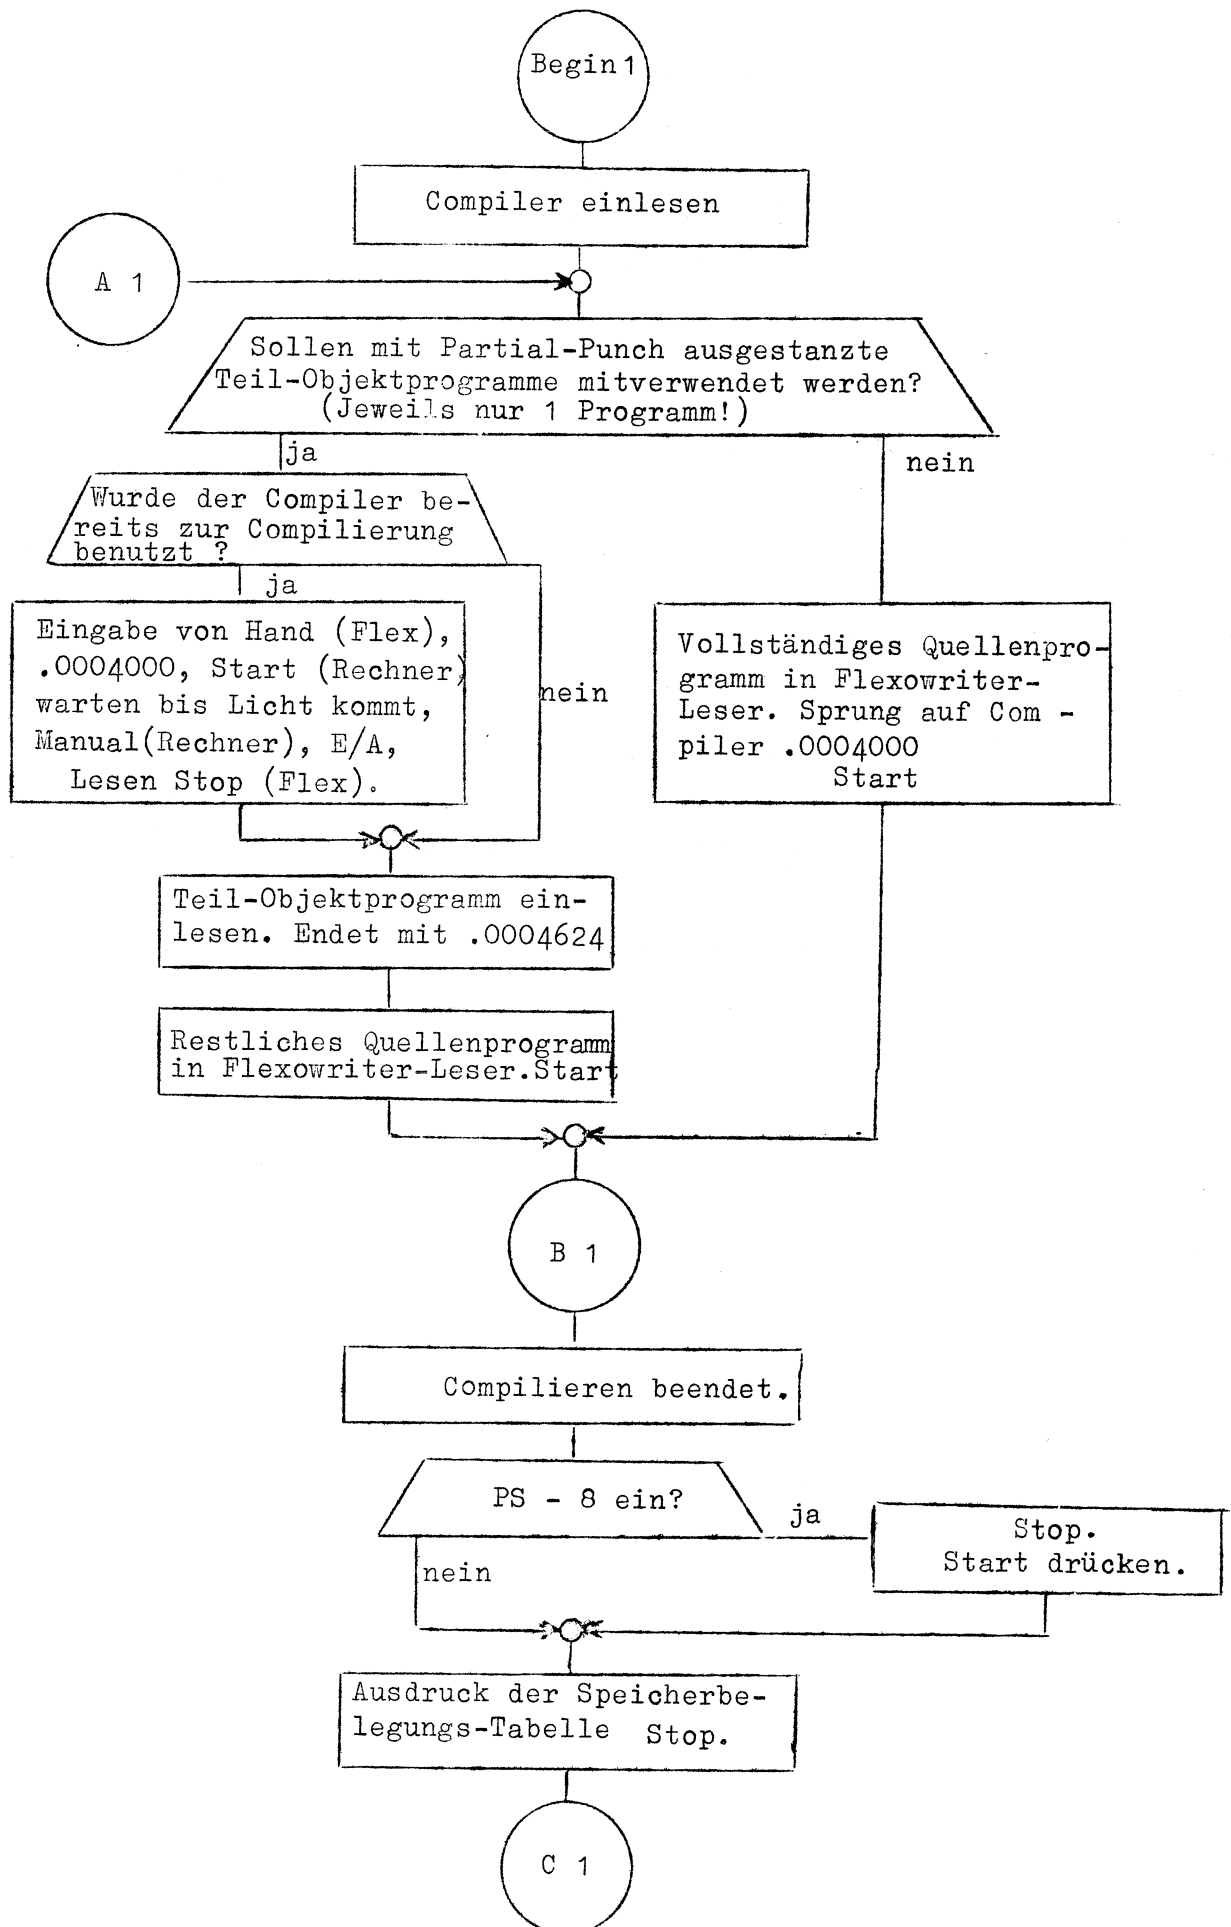 Begin 1
Compiler einlesen
A 1
Sollen mit Partial-Punch ausgestanzte
Teil-Objektprogramme mitverwendet werden?
(Jeweils nur 1 Programm!)
ja
nein
Wurde der Compiler be-
reits zur Compilierung
benutzt ?
ja
nein
Eingabe von Hand (Flex),
.0004000, Start (Rechner)
warten bis Licht kommt,
Manual(Rechner), E/A,
Lesen Stop (Flex).
Vollständiges Quellenpro-
gramm in Flexowriter-
Leser. Sprung auf Com -
piler .0004000
Start
Teil-Objektprogramm ein-
lesen. Endet mit .0004624
Restliches Quellenprogramm
in Flexowriter-Leser.Start
B 1
Compilieren beendet.
PS - 8 ein?
ja
nein
Stop.
Start drücken.
Ausdruck der Speicherbe-
legungs-Tabelle Stop.
C 1